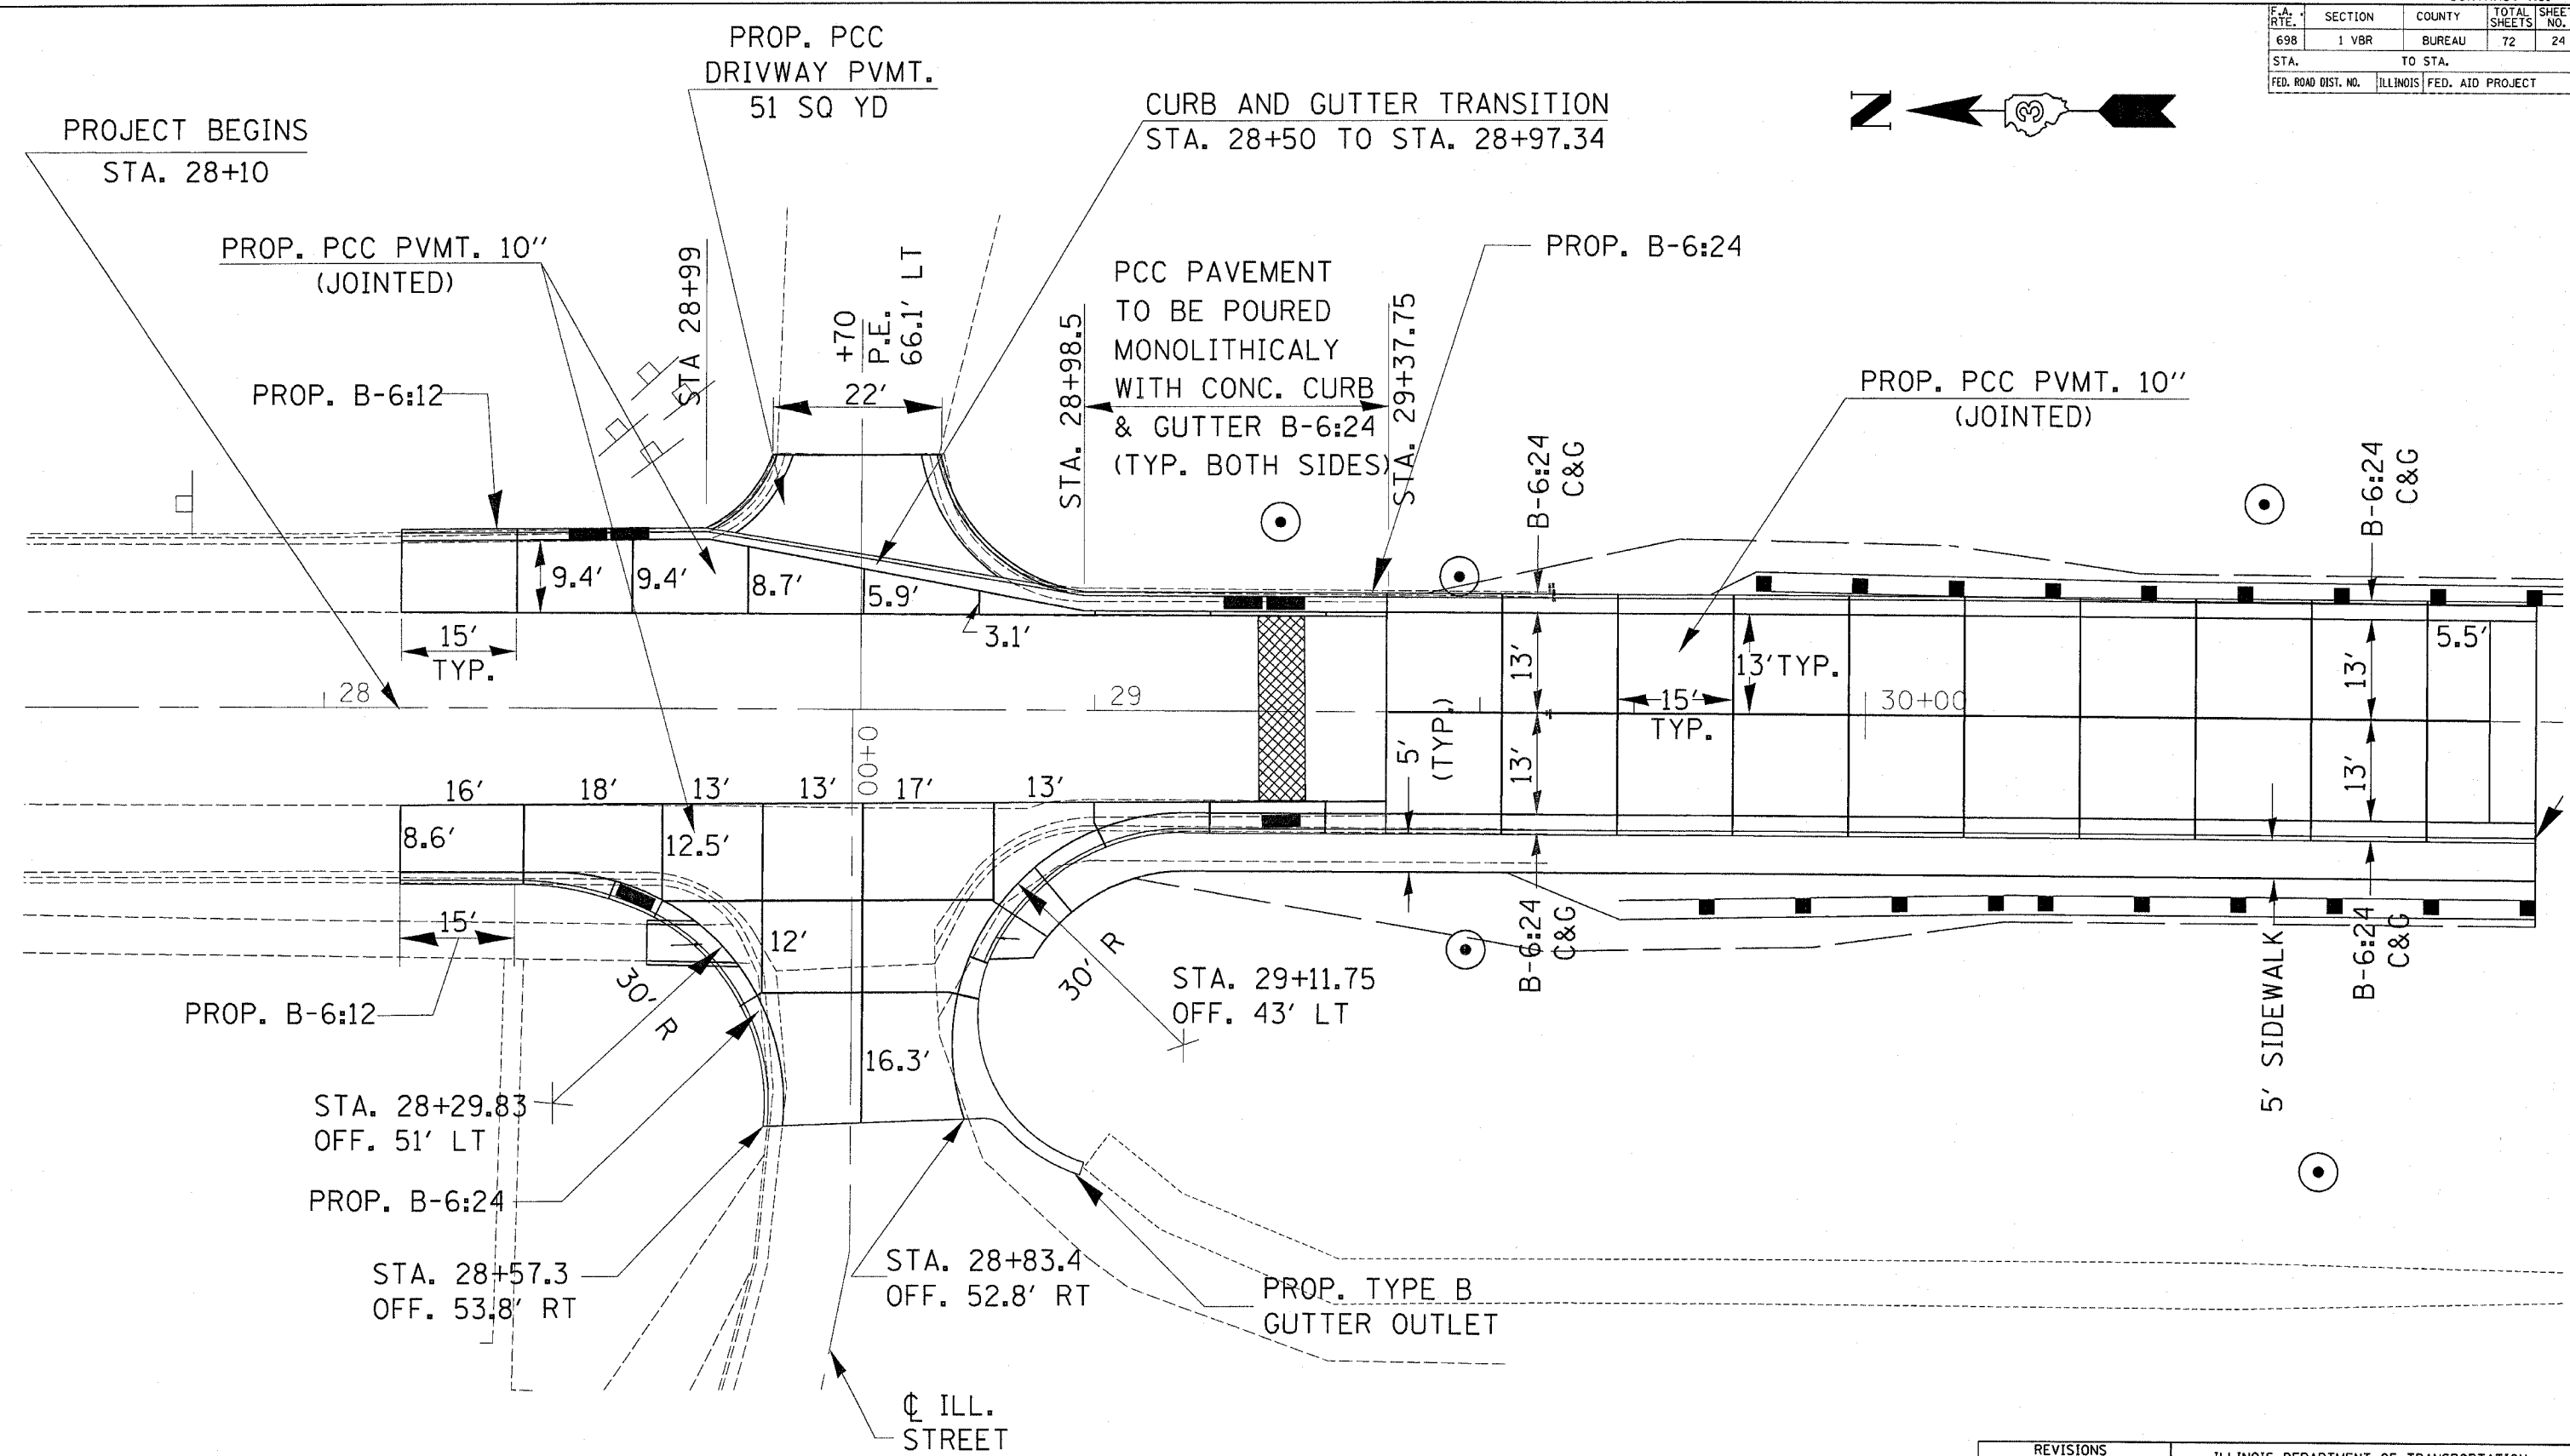 F.A. RTE.
SECTION
COUNTY
TOTAL SHEETS
SHEET NO.
698
1 VBR
BUREAU
72
24
STA.
TO STA.
FED. ROAD DIST. NO.
ILLINOIS
FED. AID PROJECT
N
3
PROP. PCC
DRIVWAY PVMT.
51 SQ YD
CURB AND GUTTER TRANSITION
STA. 28+50 TO STA. 28+97.34
PROJECT BEGINS
STA. 28+10
PROP. PCC PVMT. 10''
(JOINTED)
STA 28+99
+70
P.E.
66.1' LT
22'
PROP. B-6:12
STA. 28+98.5
PCC PAVEMENT
TO BE POURED
MONOLITHICALY
WITH CONC. CURB
& GUTTER B-6:24
(TYP. BOTH SIDES)
STA. 29+37.75
PROP. B-6:24
B-6:24
C&G
PROP. PCC PVMT. 10''
(JOINTED)
B-6:24
C&G
9.4'
9.4'
8.7'
5.9'
3.1'
15'
TYP.
13'
13'TYP.
13'
5.5'
28
29
15'
TYP.
30+00
0+00
5'
(TYP.)
13'
13'
16'
18'
13'
13'
17'
13'
8.6'
12.5'
15'
12'
30' R
30' R
16.3'
PROP. B-6:12
STA. 29+11.75
OFF. 43' LT
B-6:24
C&G
5' SIDEWALK
B-6:24
C&G
STA. 28+29.83
OFF. 51' LT
PROP. B-6:24
STA. 28+57.3
OFF. 53.8' RT
STA. 28+83.4
OFF. 52.8' RT
PROP. TYPE B
GUTTER OUTLET
℄ ILL.
STREET
REVISIONS